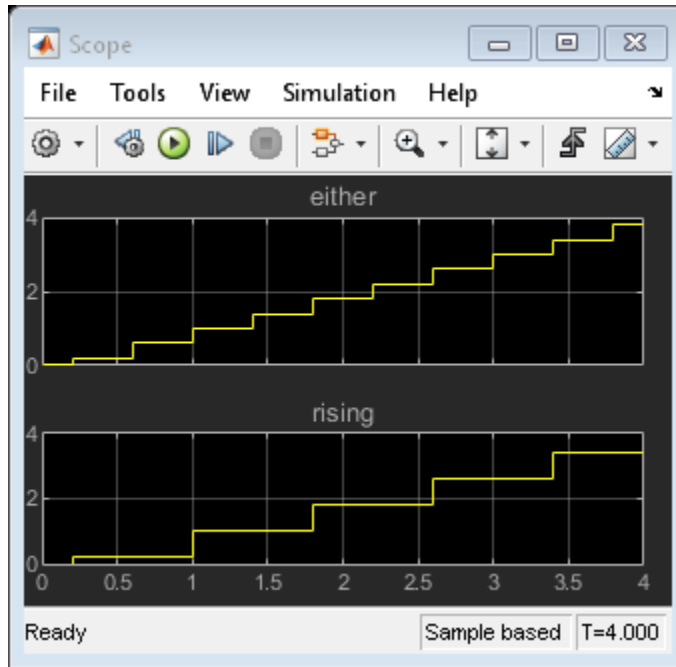 Scope
File Tools View Simulation Help
either
4
2
0
rising
4
2
0
0 0.5 1 1.5 2 2.5 3 3.5 4
Ready Sample based T=4.000